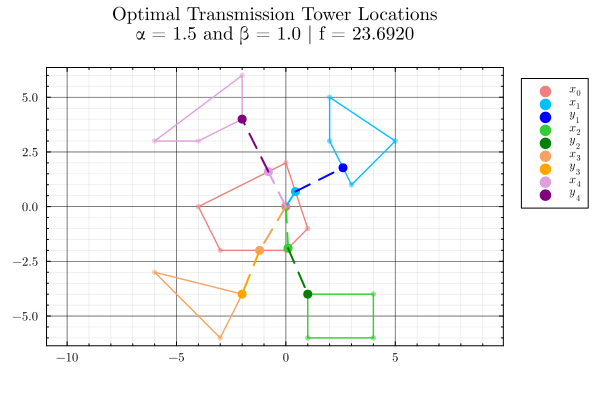 Optimal Transmission Tower Locations
α = 1.5 and β = 1.0 | f = 23.6920
5.0
2.5
0.0
−2.5
−5.0
−10
−5
0
5
x₀
x₁
y₁
x₂
y₂
x₃
y₃
x₄
y₄